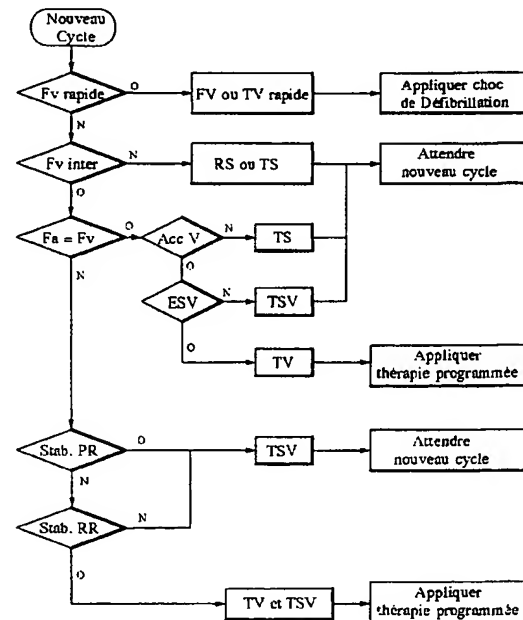 Nouveau
Cycle
Fv rapide
O
FV ou TV rapide
Appliquer choc
de Défibrillation
N
Fv inter
N
RS ou TS
Attendre
nouveau cycle
O
Fa = Fv
O
Acc V
N
TS
N
O
ESV
N
TSV
O
TV
Appliquer
thérapie programmée
Stab. PR
O
TSV
Attendre
nouveau cycle
N
Stab. RR
N
O
TV et TSV
Appliquer
thérapie programmée